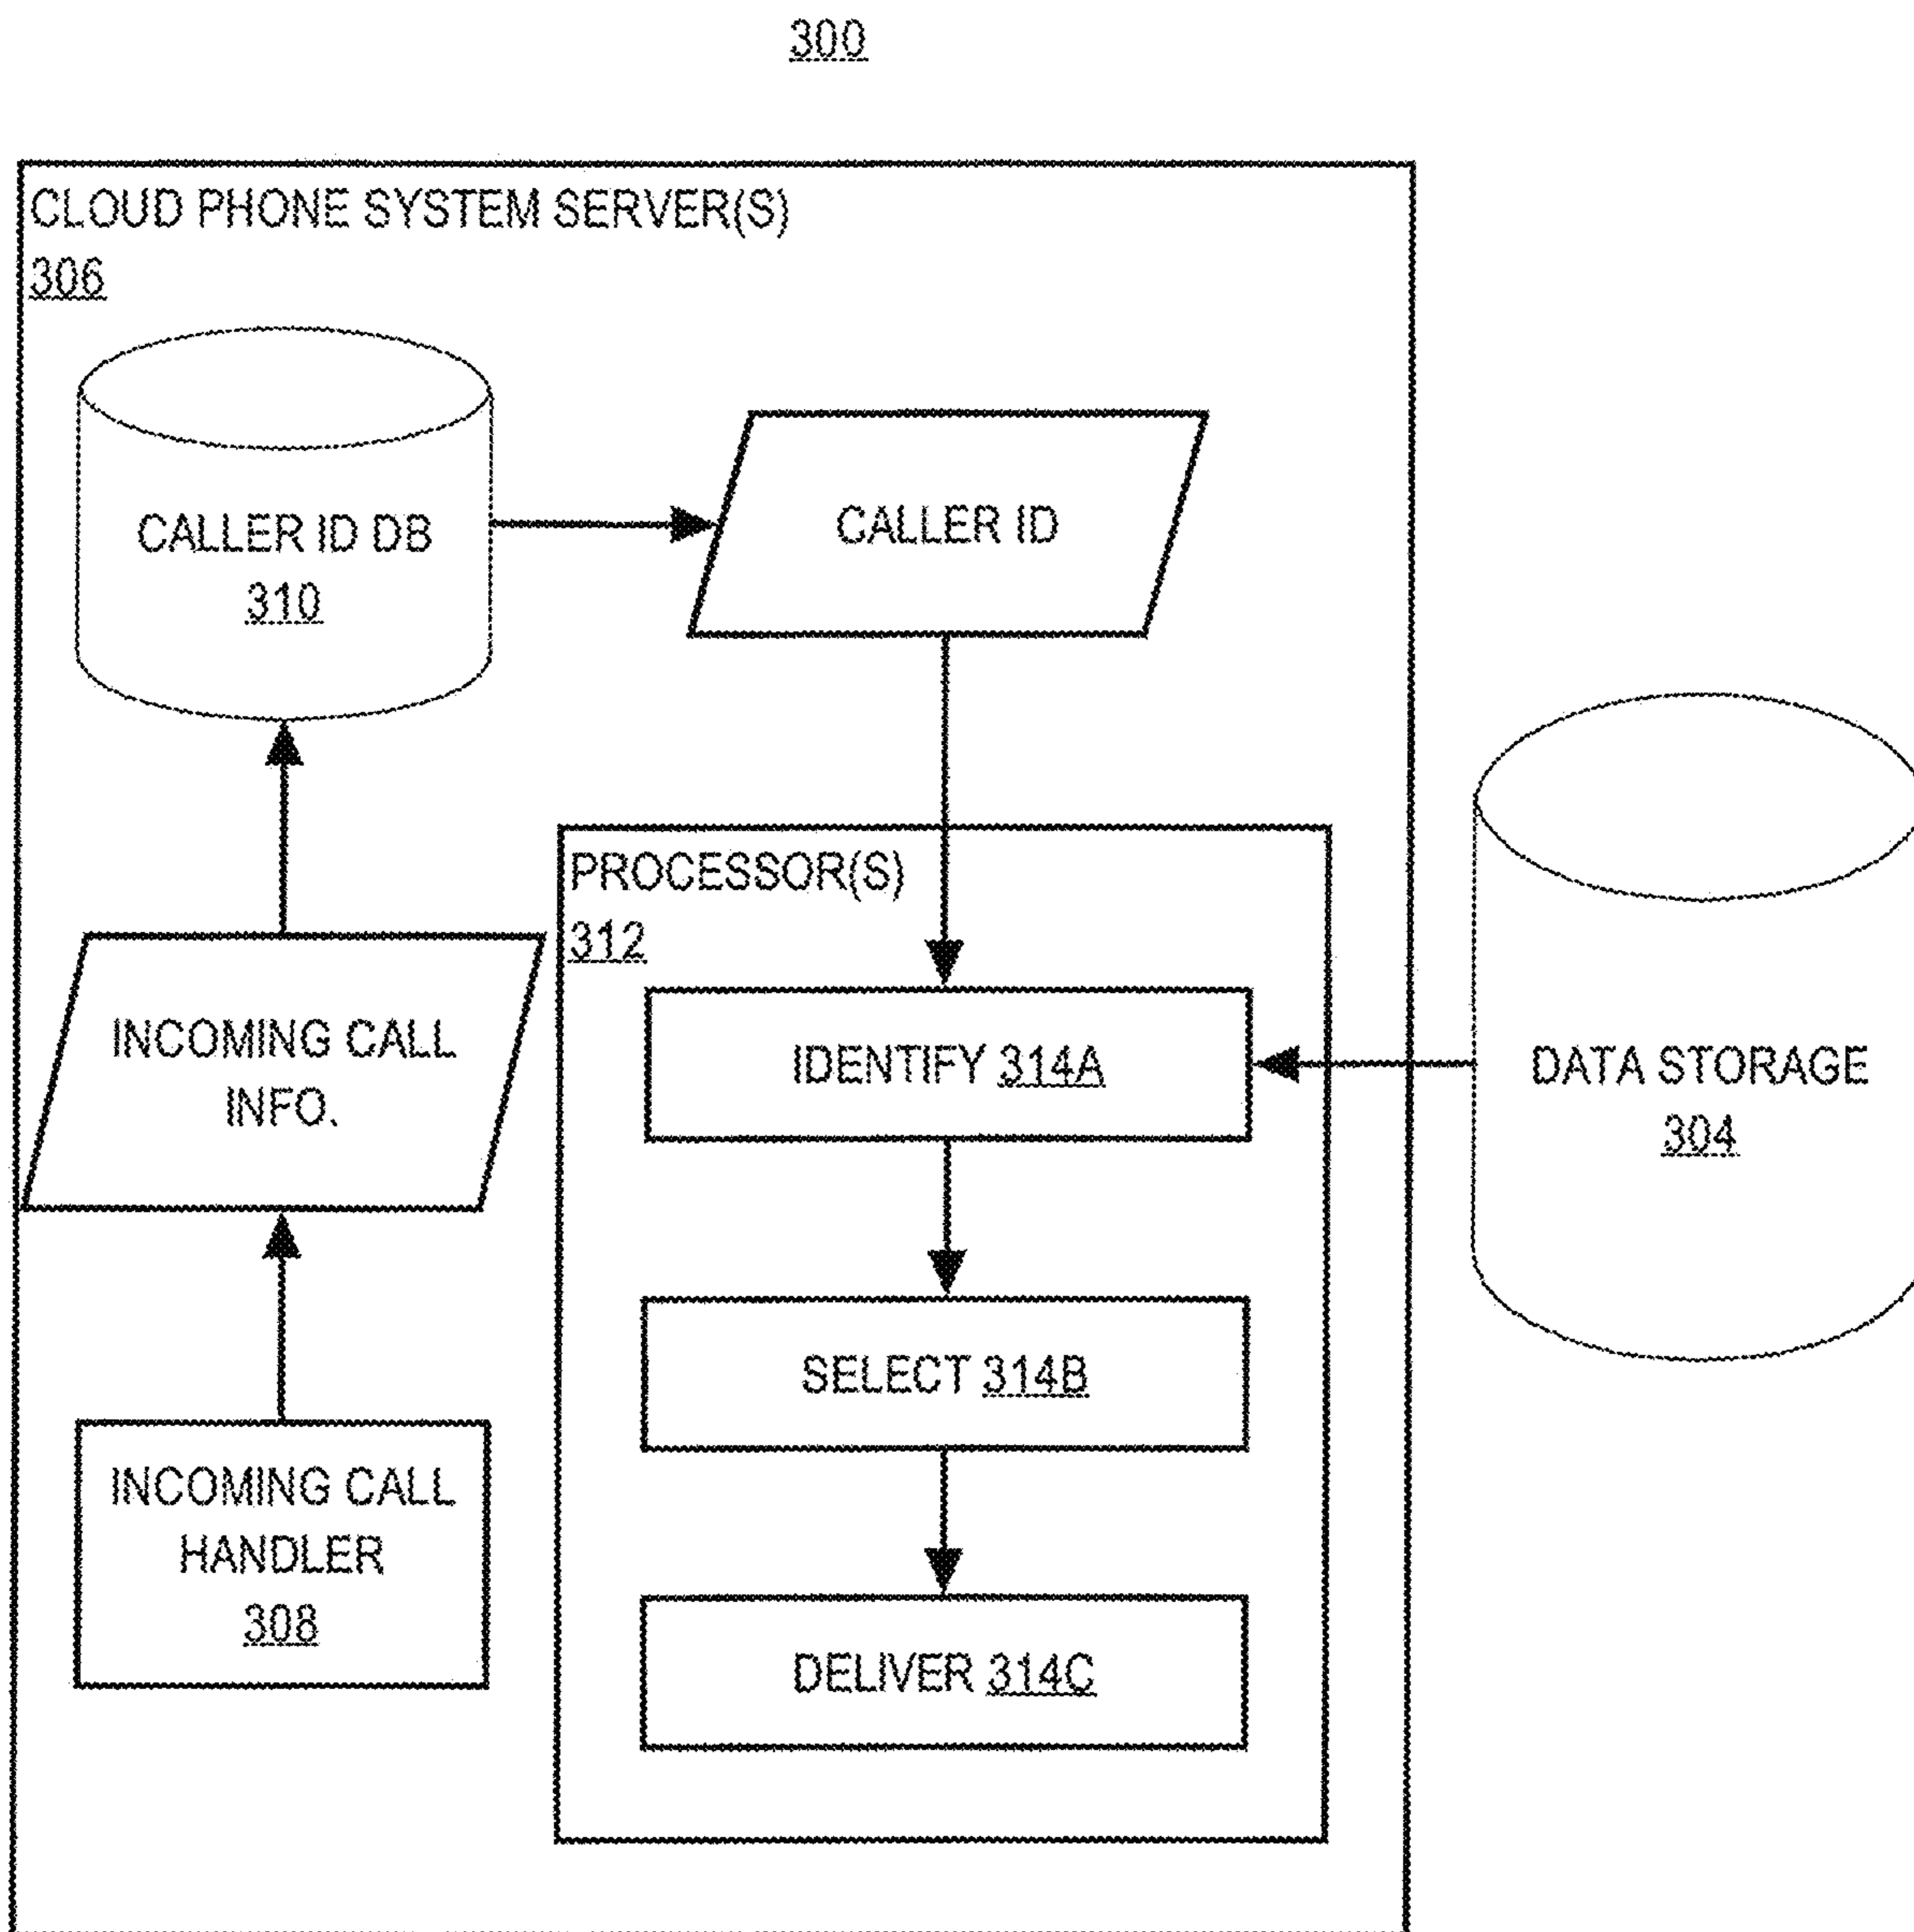 300
CLOUD PHONE SYSTEM SERVER(S)
306
CALLER ID DB
310
CALLER ID
PROCESSOR(S)
312
INCOMING CALL
INFO.
IDENTIFY 314A
DATA STORAGE
304
SELECT 314B
INCOMING CALL
HANDLER
308
DELIVER 314C